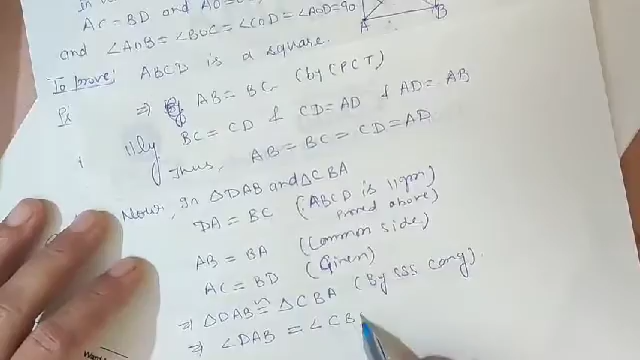 AC = BD and
and ∠AOB = ∠BOC = ∠COD = ∠AOD = 90
A B
To prove: ABCD is a square.
Pf ⇒ AB = BC (by CPCT)
||ly BC = CD & CD = AD & AD = AB
Thus, AB = BC = CD = AD
Now, In △DAB and △CBA
DA = BC (ABCD is ||gm) Proved above)
AB = BA (Common side)
AC = BD (Given)
⇒ △DAB ≅ △CBA (By SSS cong).
⇒ ∠DAB = ∠CB